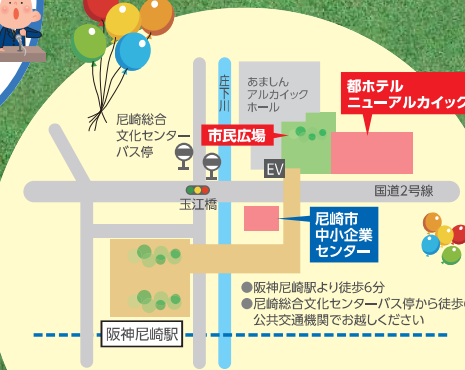 庄下川
あましん
アルカイック
ホール
都ホテル
ニューアルカイック
尼崎総合
文化センター
バス停
市民広場
EV
国道2号線
玉江橋
尼崎市
中小企業
センター
●阪神尼崎駅より徒歩6分
●尼崎総合文化センターバス停から徒歩
公共交通機関でお越しください
阪神尼崎駅